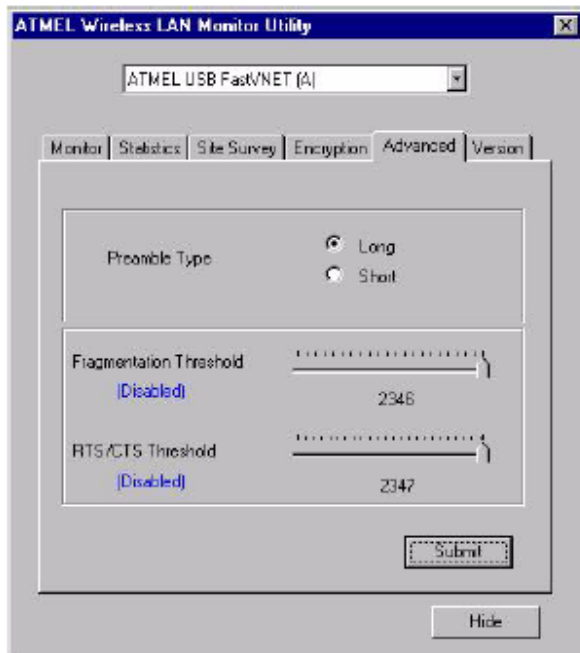 ATMEL Wireless LAN Monitor Utility
ATMEL USB FastVNET (A)
Monitor Statistics Site Survey Encryption Advanced Version
Preamble Type
Long
Short
Fragmentation Threshold
(Disabled)
2346
RTS/CTS Threshold
(Disabled)
2347
Submit
Hide